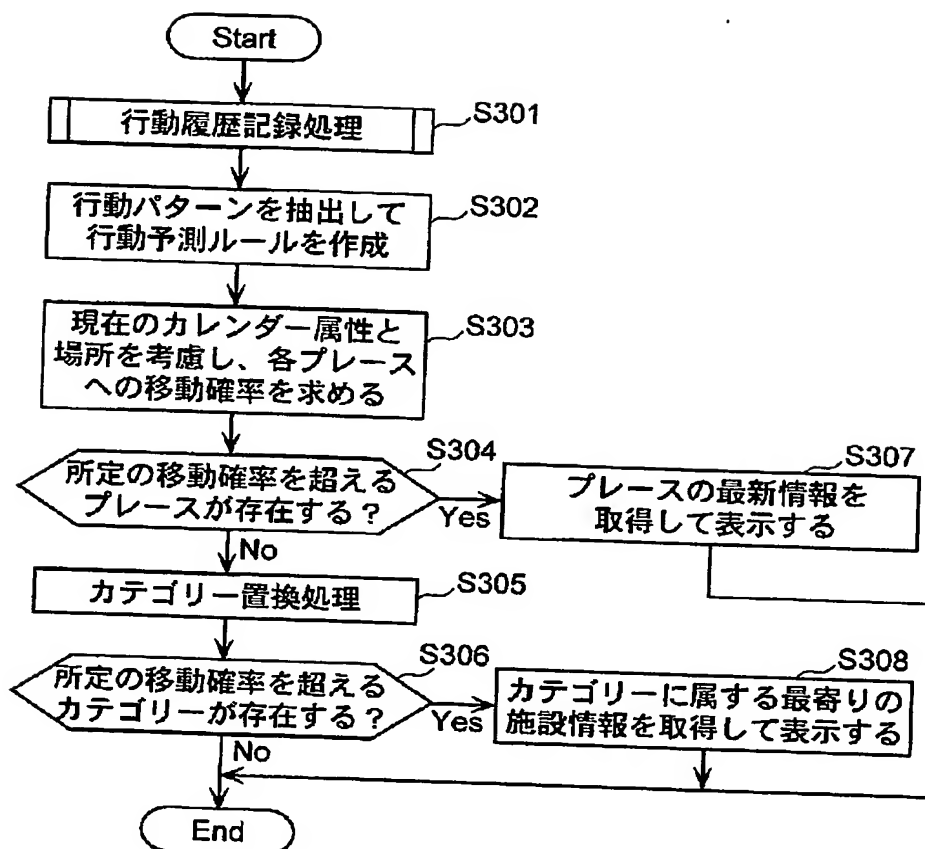 Start
行動履歴記録処理
S301
行動パターンを抽出して
行動予測ルールを作成
S302
現在のカレンダー属性と
場所を考慮し、各プレース
への移動確率を求める
S303
所定の移動確率を超える
プレースが存在する?
S304
Yes
No
プレースの最新情報を
取得して表示する
S307
カテゴリー置換処理
S305
所定の移動確率を超える
カテゴリーが存在する?
S306
Yes
No
カテゴリーに属する最寄りの
施設情報を取得して表示する
S308
End